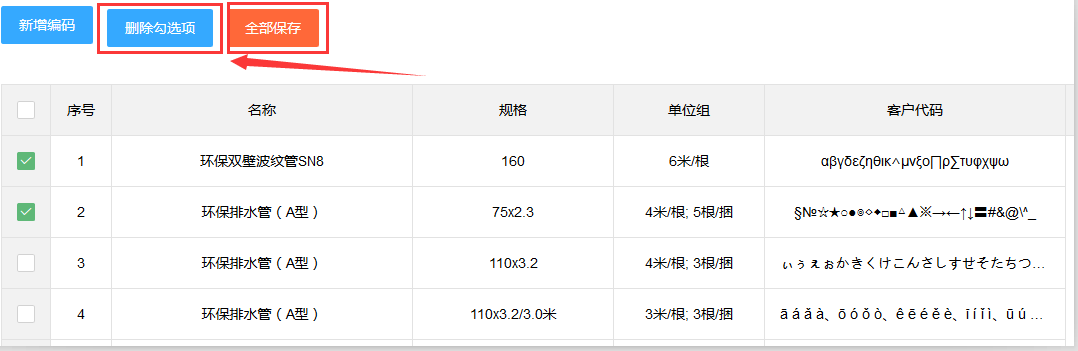 新增编码 删除勾选项 全部保存
序号 名称 规格 单位组 客户代码
1 环保双壁波纹管SN8 160 6米/根 αβγδεζηθικ∧μνξο∏ρ∑τυφχψω
2 环保排水管（A型） 75x2.3 4米/根; 5根/捆 §№☆★○●◎◇◆□■△▲※→←↑↓〓#&@\^_
3 环保排水管（A型） 110x3.2 4米/根; 3根/捆 ぃぅぇぉかきくけこんさしすせそたちつ…
4 环保排水管（A型） 110x3.2/3.0米 3米/根; 3根/捆 āáǎà、ōóǒò、êēéěè、īíǐì、ūú…